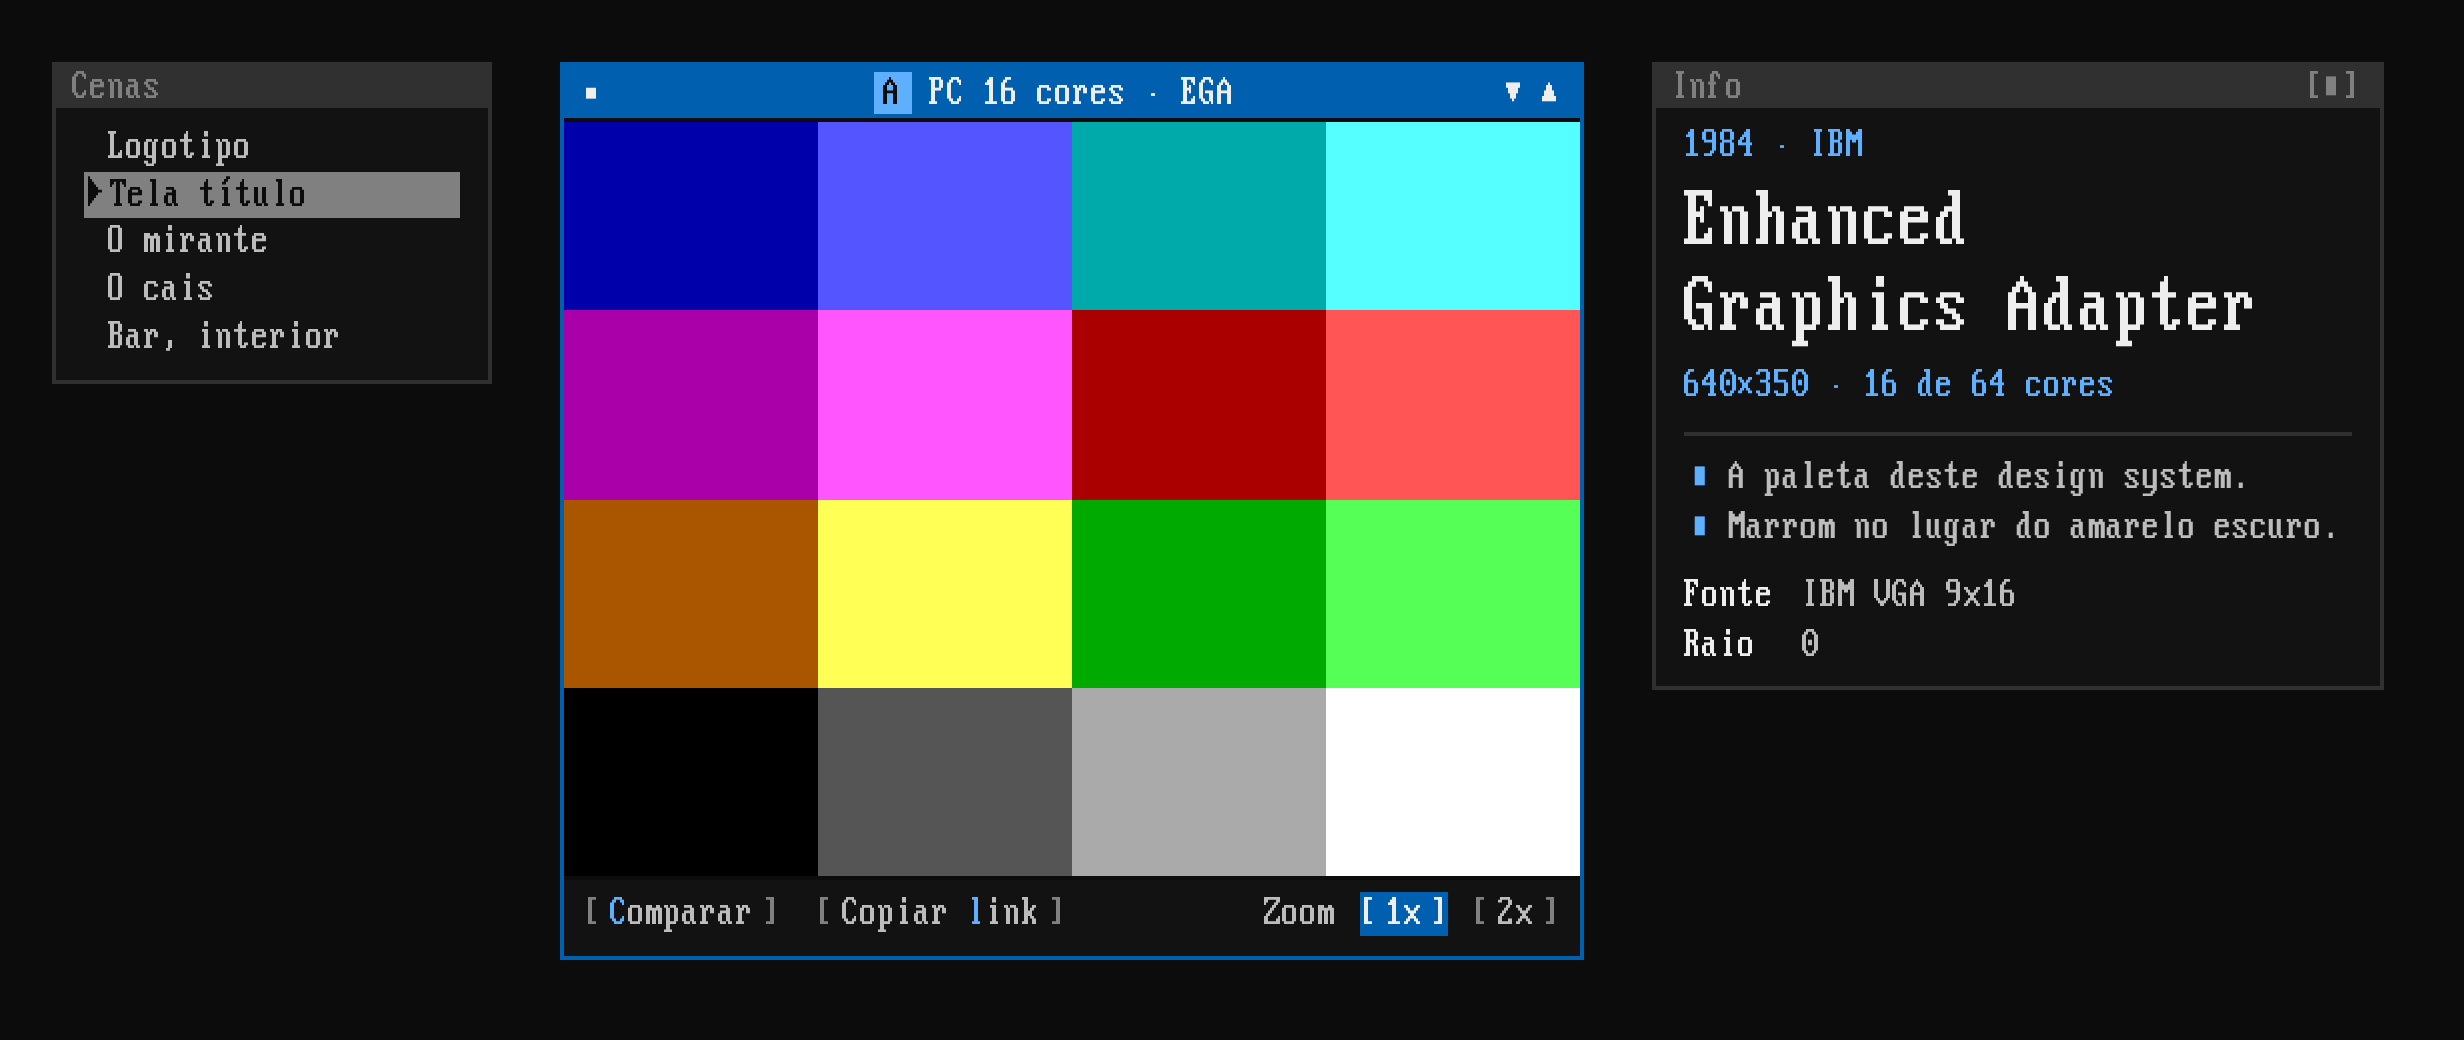 Cenas
Logotipo
Tela título
O mirante
O cais
Bar, interior
A PC 16 cores · EGA
[ Comparar ] [ Copiar link ] Zoom [ 1x ] [ 2x ]
Info
1984 · IBM
Enhanced
Graphics Adapter
640x350 · 16 de 64 cores
A paleta deste design system.
Marrom no lugar do amarelo escuro.
Fonte IBM VGA 9x16
Raio 0